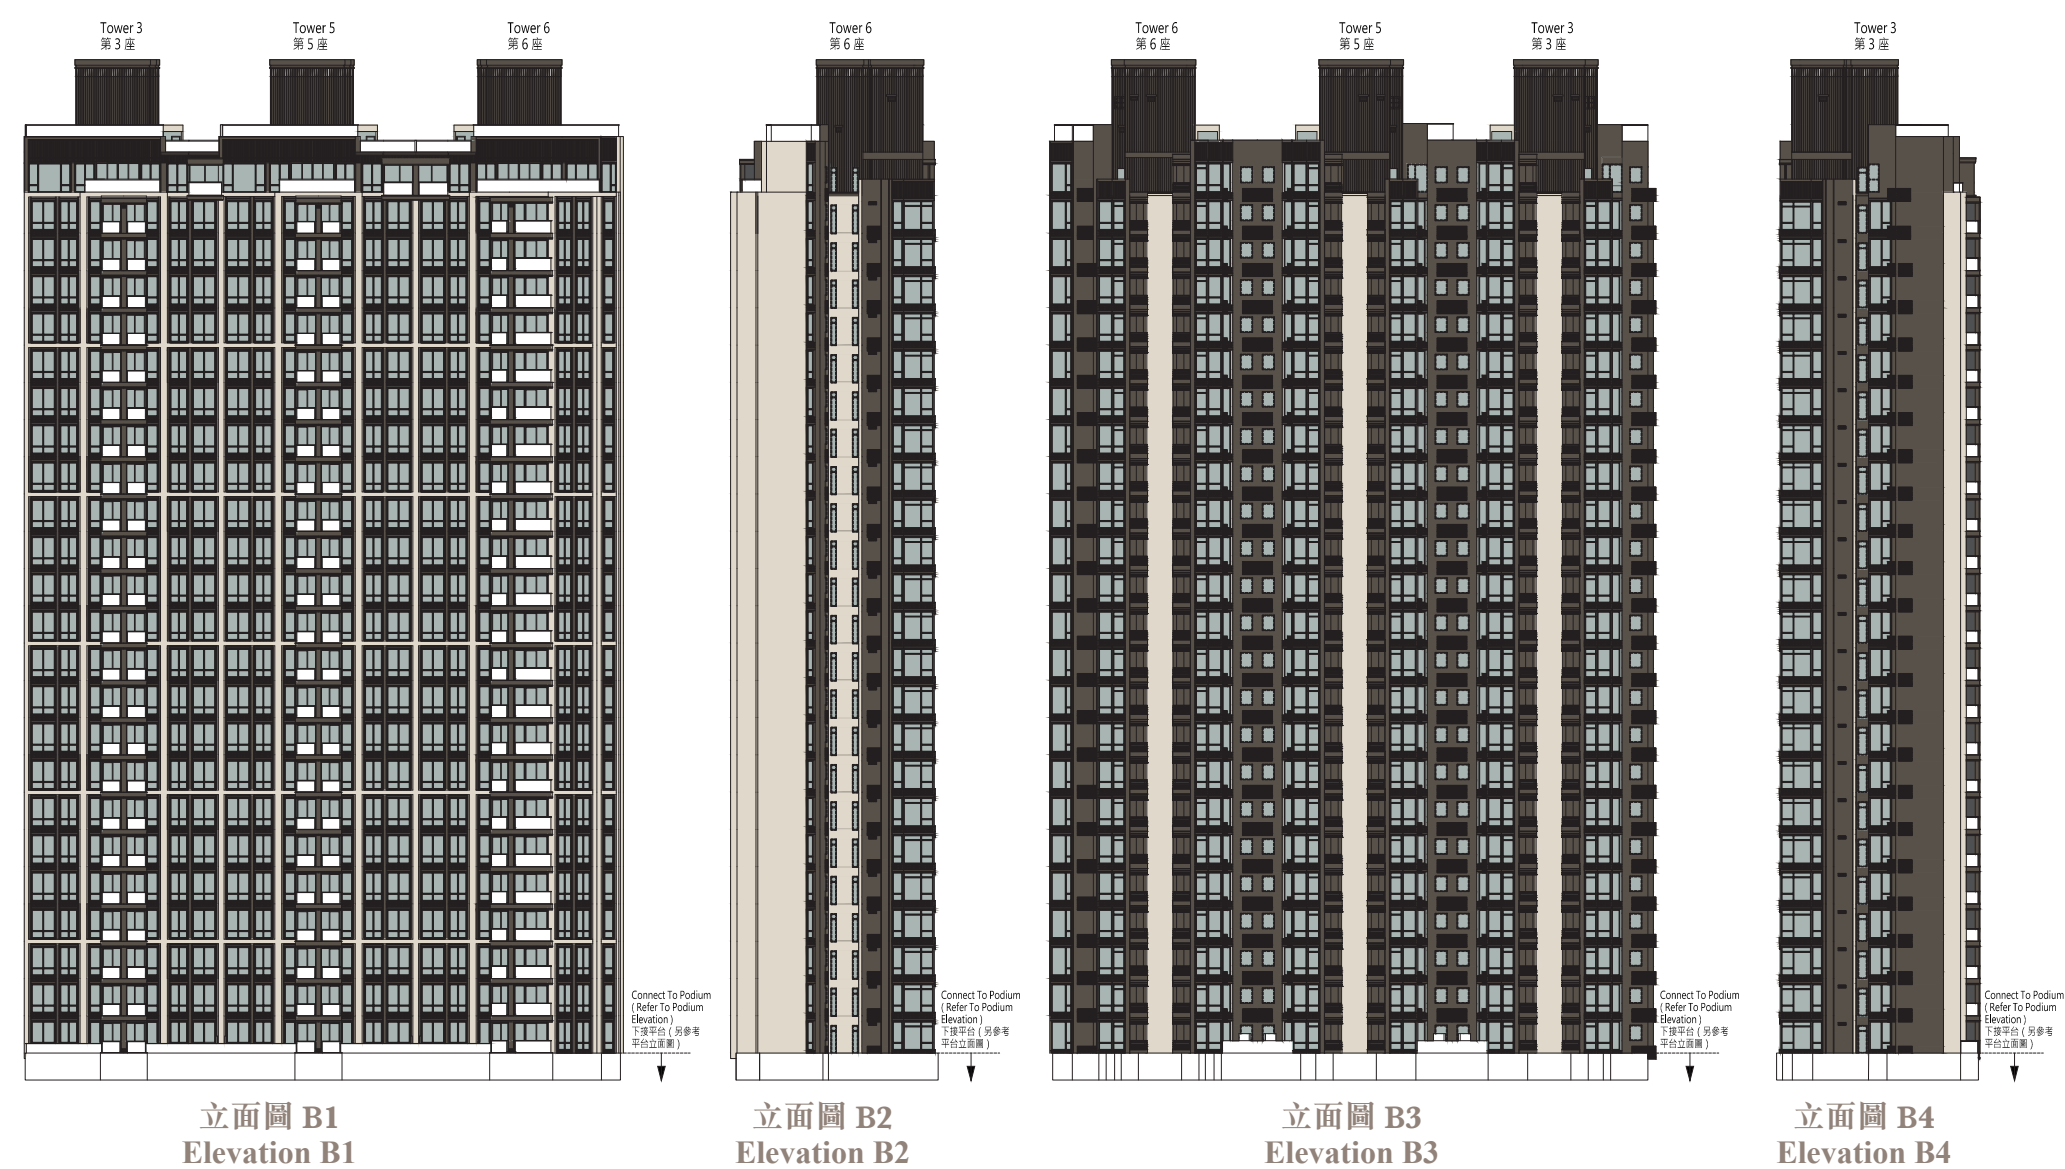 Tower 3
第 3 座
Tower 5
第 5 座
Tower 6
第 6 座
Tower 6
第 6 座
Tower 6
第 6 座
Tower 5
第 5 座
Tower 3
第 3 座
Tower 3
第 3 座
Connect To Podium
( Refer To Podium
Elevation )
下接平台 ( 另參考
平台立面圖 )
Connect To Podium
( Refer To Podium
Elevation )
下接平台 ( 另參考
平台立面圖 )
Connect To Podium
( Refer To Podium
Elevation )
下接平台 ( 另參考
平台立面圖 )
Connect To Podium
( Refer To Podium
Elevation )
下接平台 ( 另參考
平台立面圖 )
立面圖 B1
Elevation B1
立面圖 B2
Elevation B2
立面圖 B3
Elevation B3
立面圖 B4
Elevation B4